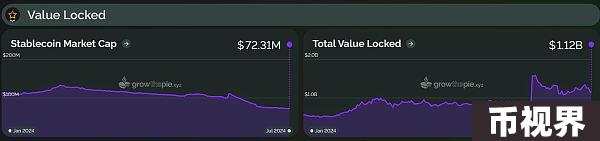 Value Locked
Stablecoin Market Cap
$72.31M
$200M
growthepie.xyz
$100M
Jan 2024
Jul 2024
Total Value Locked
$1.12B
$2.0B
growthepie.xyz
$1.0B
Jan 2024
币视界